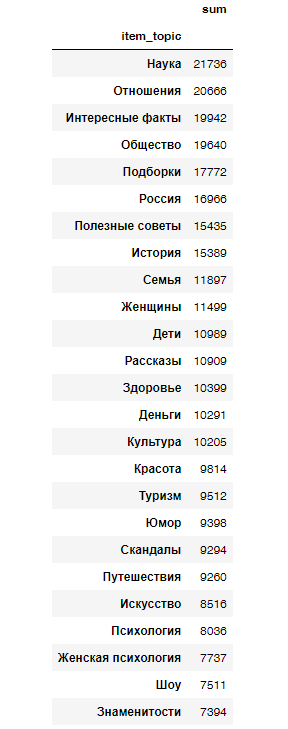 sum
item_topic
Наука 21736
Отношения 20666
Интересные факты 19942
Общество 19640
Подборки 17772
Россия 16966
Полезные советы 15435
История 15389
Семья 11897
Женщины 11499
Дети 10989
Рассказы 10909
Здоровье 10399
Деньги 10291
Культура 10205
Красота 9814
Туризм 9512
Юмор 9398
Скандалы 9294
Путешествия 9260
Искусство 8516
Психология 8036
Женская психология 7737
Шоу 7511
Знаменитости 7394